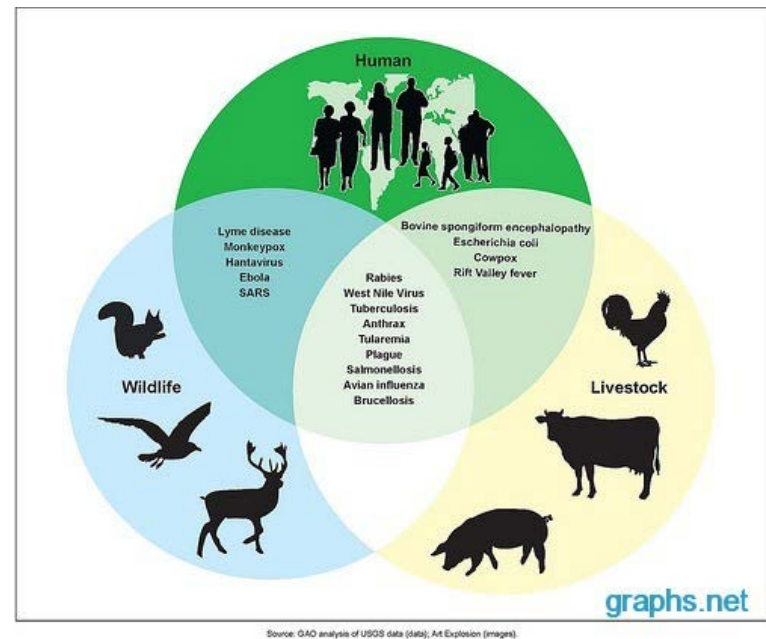 Human
Lyme disease
Monkeypox
Hantavirus
Ebola
SARS
Bovine spongiform encephalopathy
Escherichia coli
Cowpox
Rift Valley fever
Rabies
West Nile Virus
Tuberculosis
Anthrax
Tularemia
Plague
Salmonellosis
Avian influenza
Brucellosis
Wildlife
Livestock
graphs.net
Source: GAO analysis of USGS data (data); Art Explosion (images).